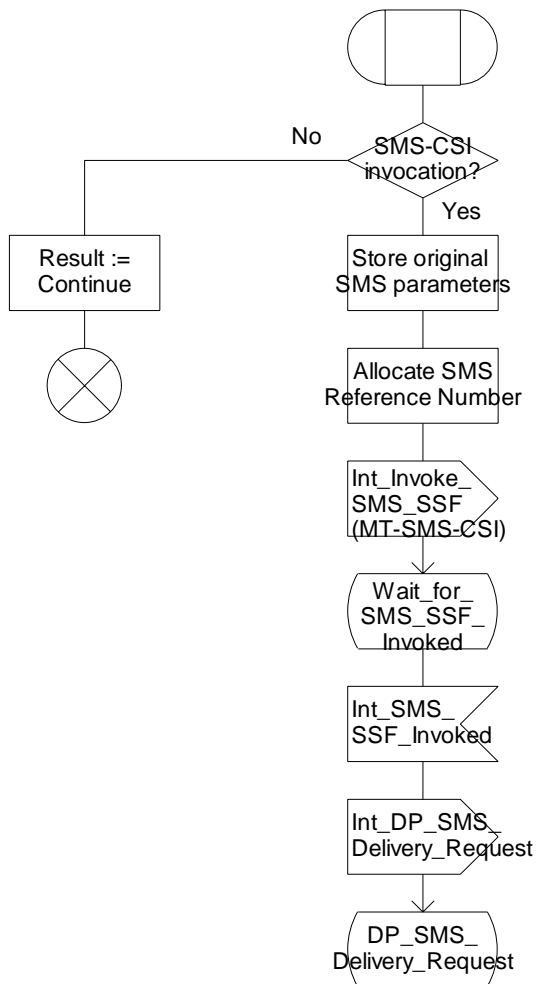 SMS-CSI
invocation?
No
Yes
Result :=
Continue
Store original
SMS parameters
Allocate SMS
Reference Number
Int_Invoke_
SMS_SSF
(MT-SMS-CSI)
Wait_for_
SMS_SSF_
Invoked
Int_SMS_
SSF_Invoked
Int_DP_SMS_
Delivery_Request
DP_SMS_
Delivery_Request